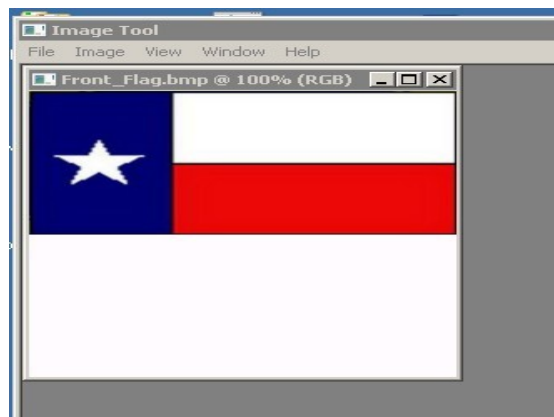 Image Tool
File Image View Window Help
Front_Flag.bmp @ 100% (RGB)